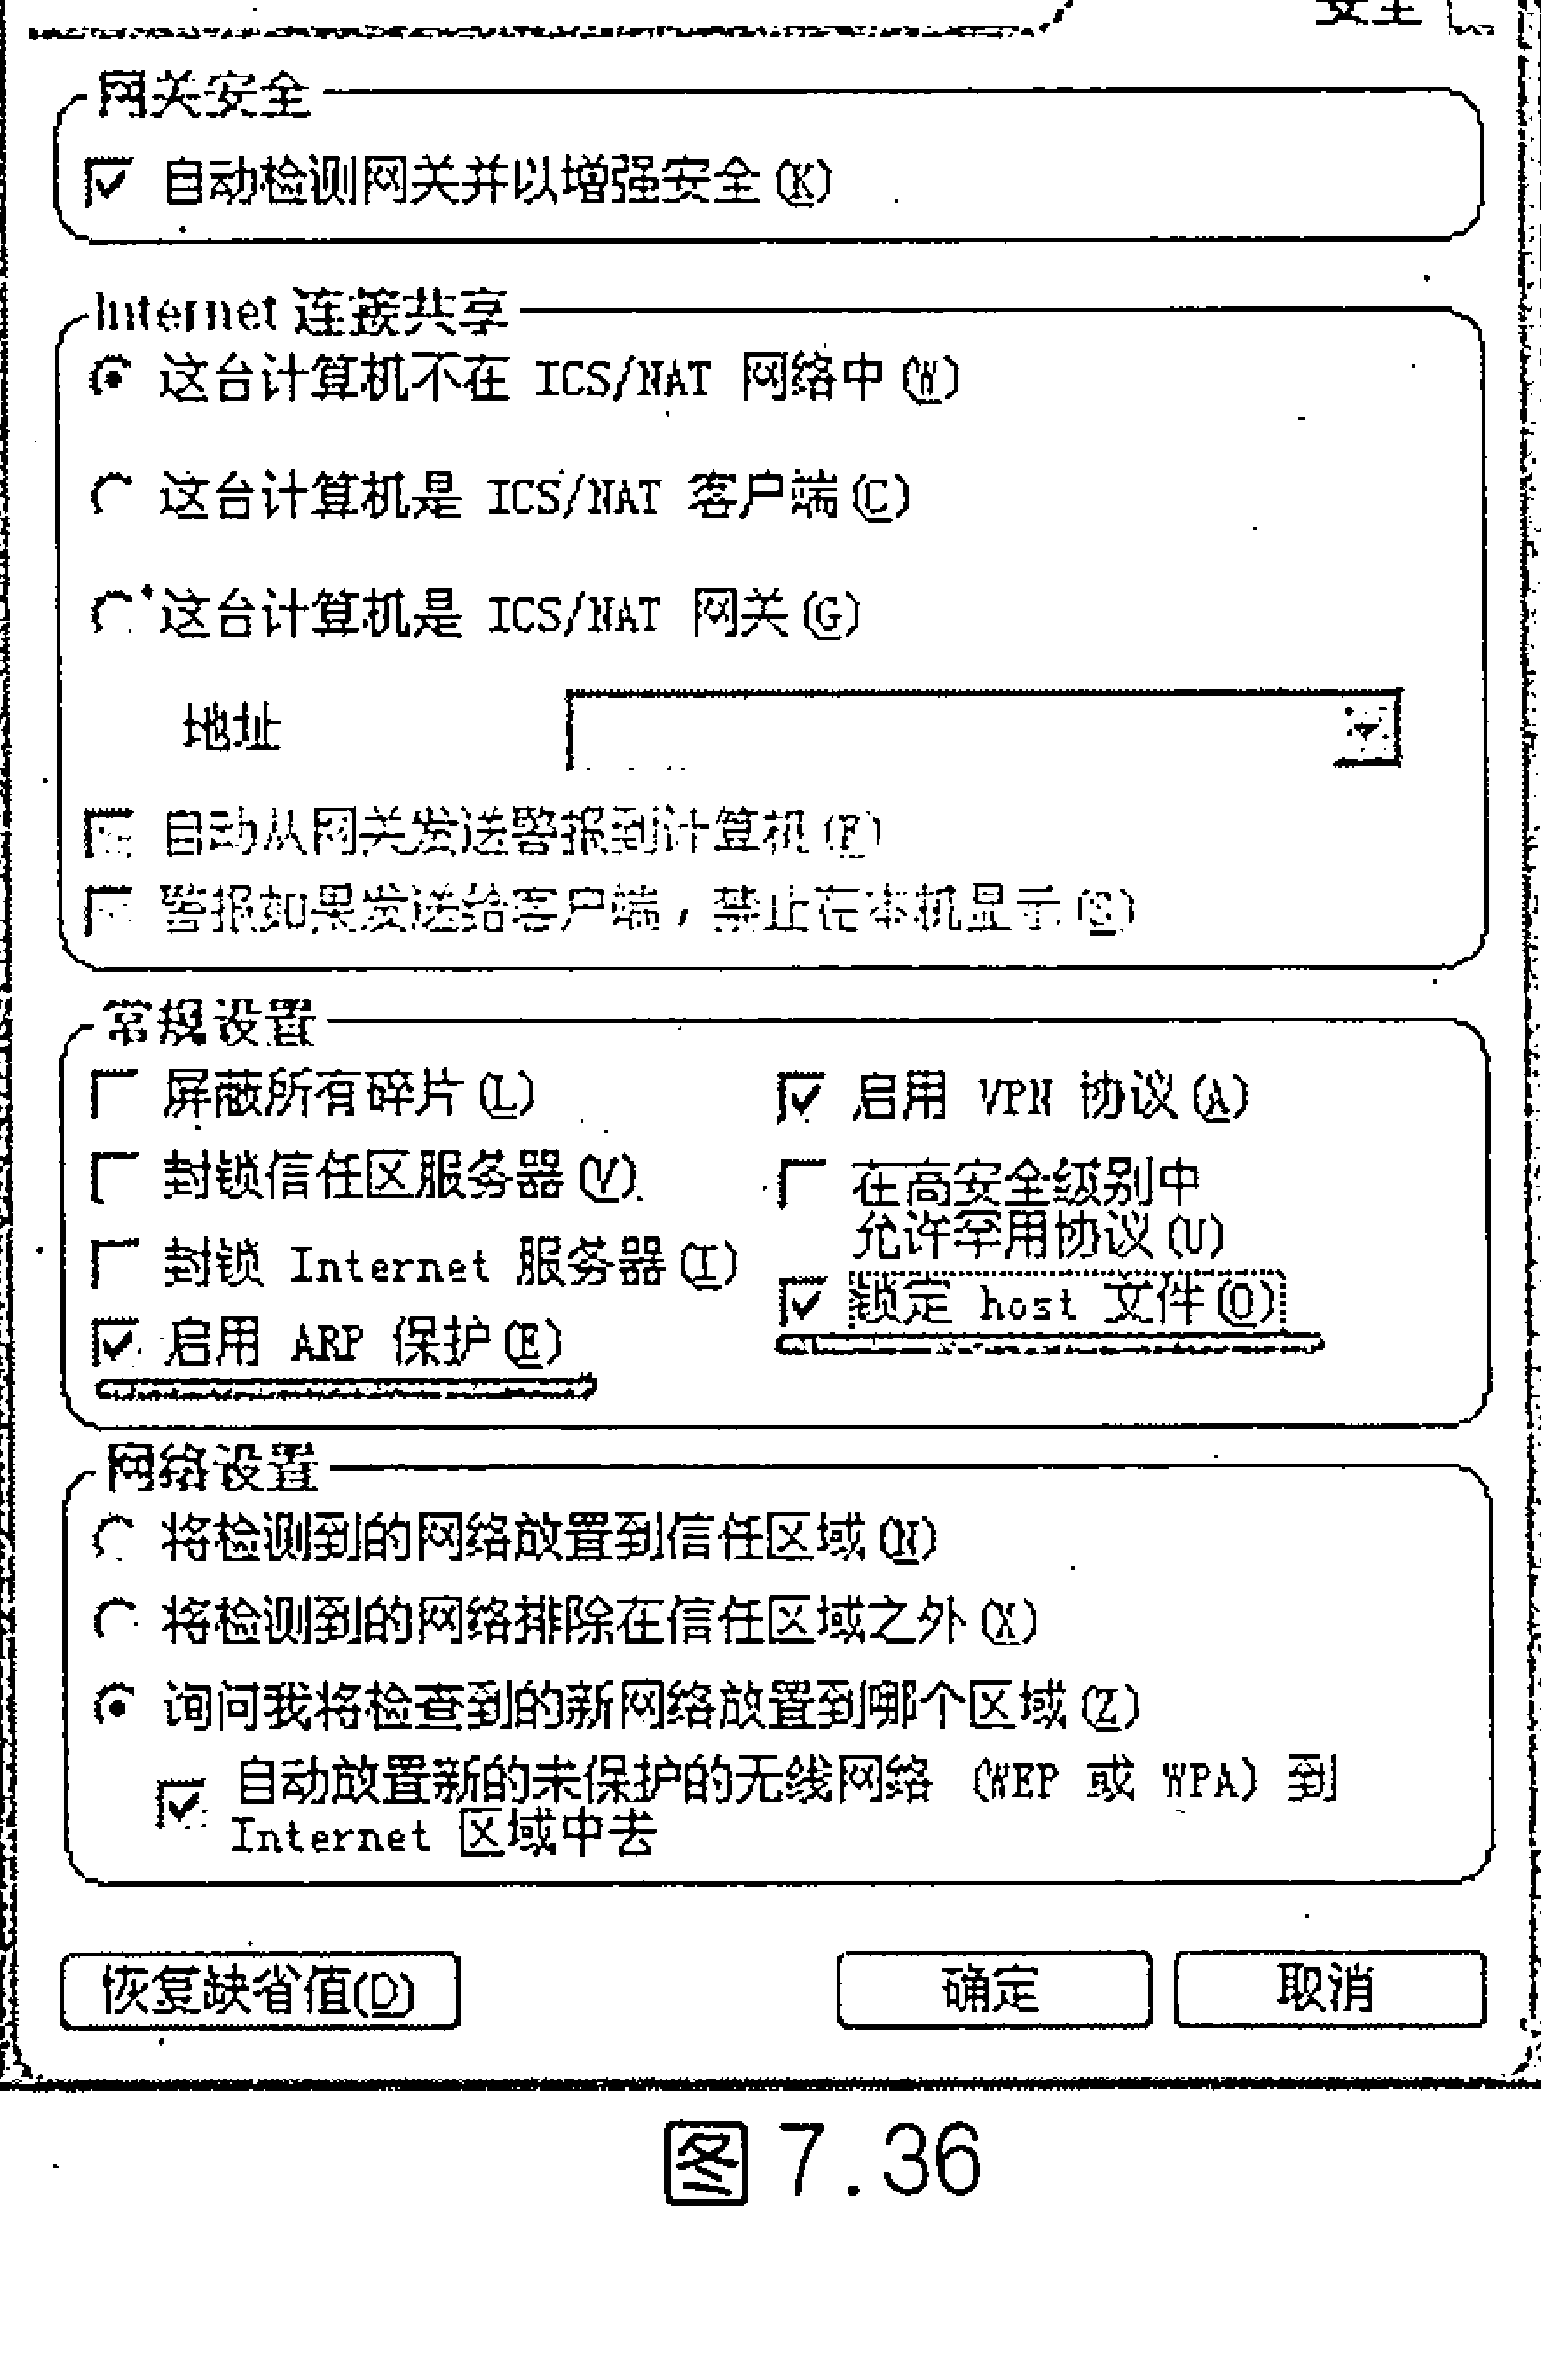 安全
网关安全
自动检测网关并以增强安全(K)
Internet 连接共享
这台计算机不在 ICS/NAT 网络中(W)
这台计算机是 ICS/NAT 客户端(C)
这台计算机是 ICS/NAT 网关(G)
地址
自动从网关发送警报到计算机(F)
警报如果发送给客户端，禁止在本机显示(S)
常规设置
屏蔽所有碎片(L)
启用 VPN 协议(A)
封锁信任区服务器(V)
在高安全级别中
允许罕用协议(U)
封锁 Internet 服务器(I)
锁定 host 文件(O)
启用 ARP 保护(E)
网络设置
将检测到的网络放置到信任区域(N)
将检测到的网络排除在信任区域之外(X)
询问我将检查到的新网络放置到哪个区域(Z)
自动放置新的未保护的无线网络 (WEP 或 WPA) 到
Internet 区域中去
恢复缺省值(D)
确定
取消
图 7.36